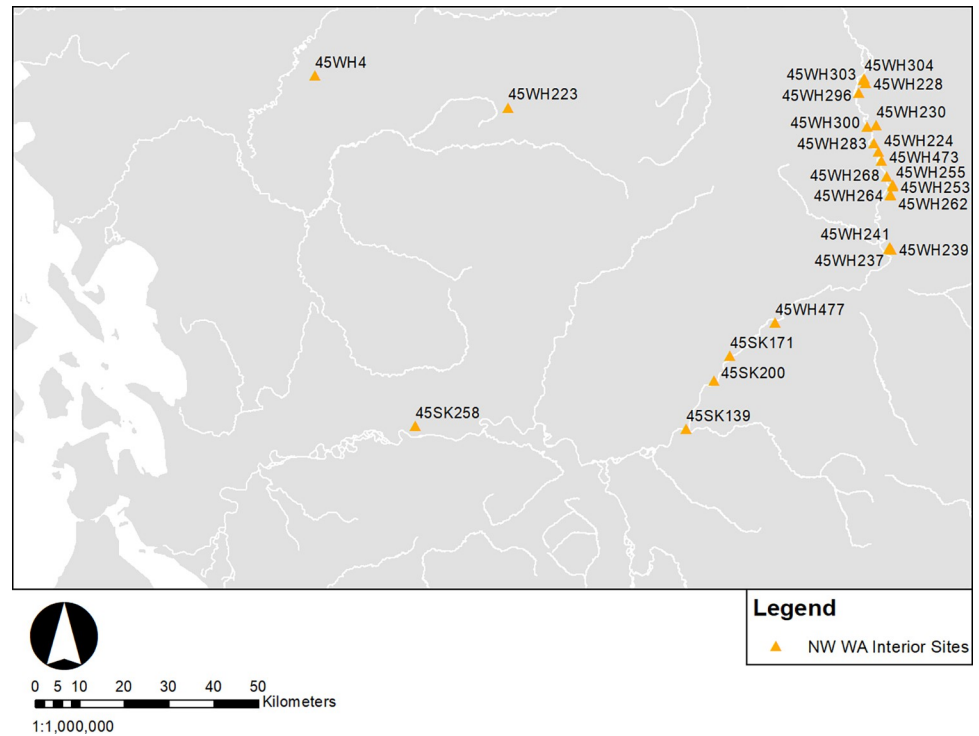 45WH4
45WH304
45WH303
45WH228
45WH296
45WH223
45WH230
45WH300
45WH283
45WH224
45WH473
45WH268
45WH255
45WH253
45WH264
45WH262
45WH241
45WH239
45WH237
45WH477
45SK171
45SK200
45SK258
45SK139
Legend
NW WA Interior Sites
0 5 10 20 30 40 50
Kilometers
1:1,000,000